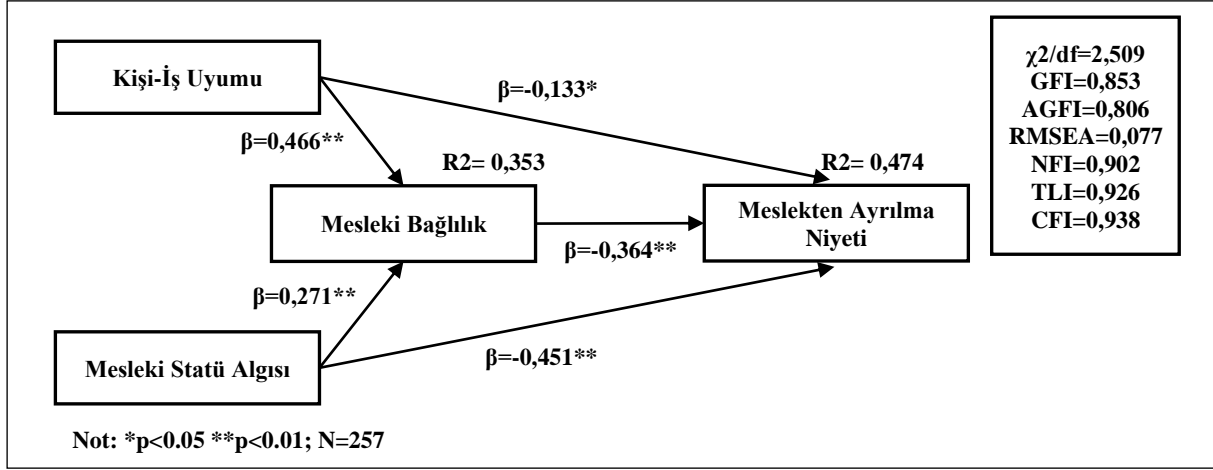 Kişi-İş Uyumu
β=-0,133*
β=0,466**
R2= 0,353
R2= 0,474
Mesleki Bağlılık
Meslekten Ayrılma
Niyeti
β=-0,364**
β=0,271**
Mesleki Statü Algısı
β=-0,451**
Not: *p<0.05 **p<0.01; N=257
χ2/df=2,509
GFI=0,853
AGFI=0,806
RMSEA=0,077
NFI=0,902
TLI=0,926
CFI=0,938